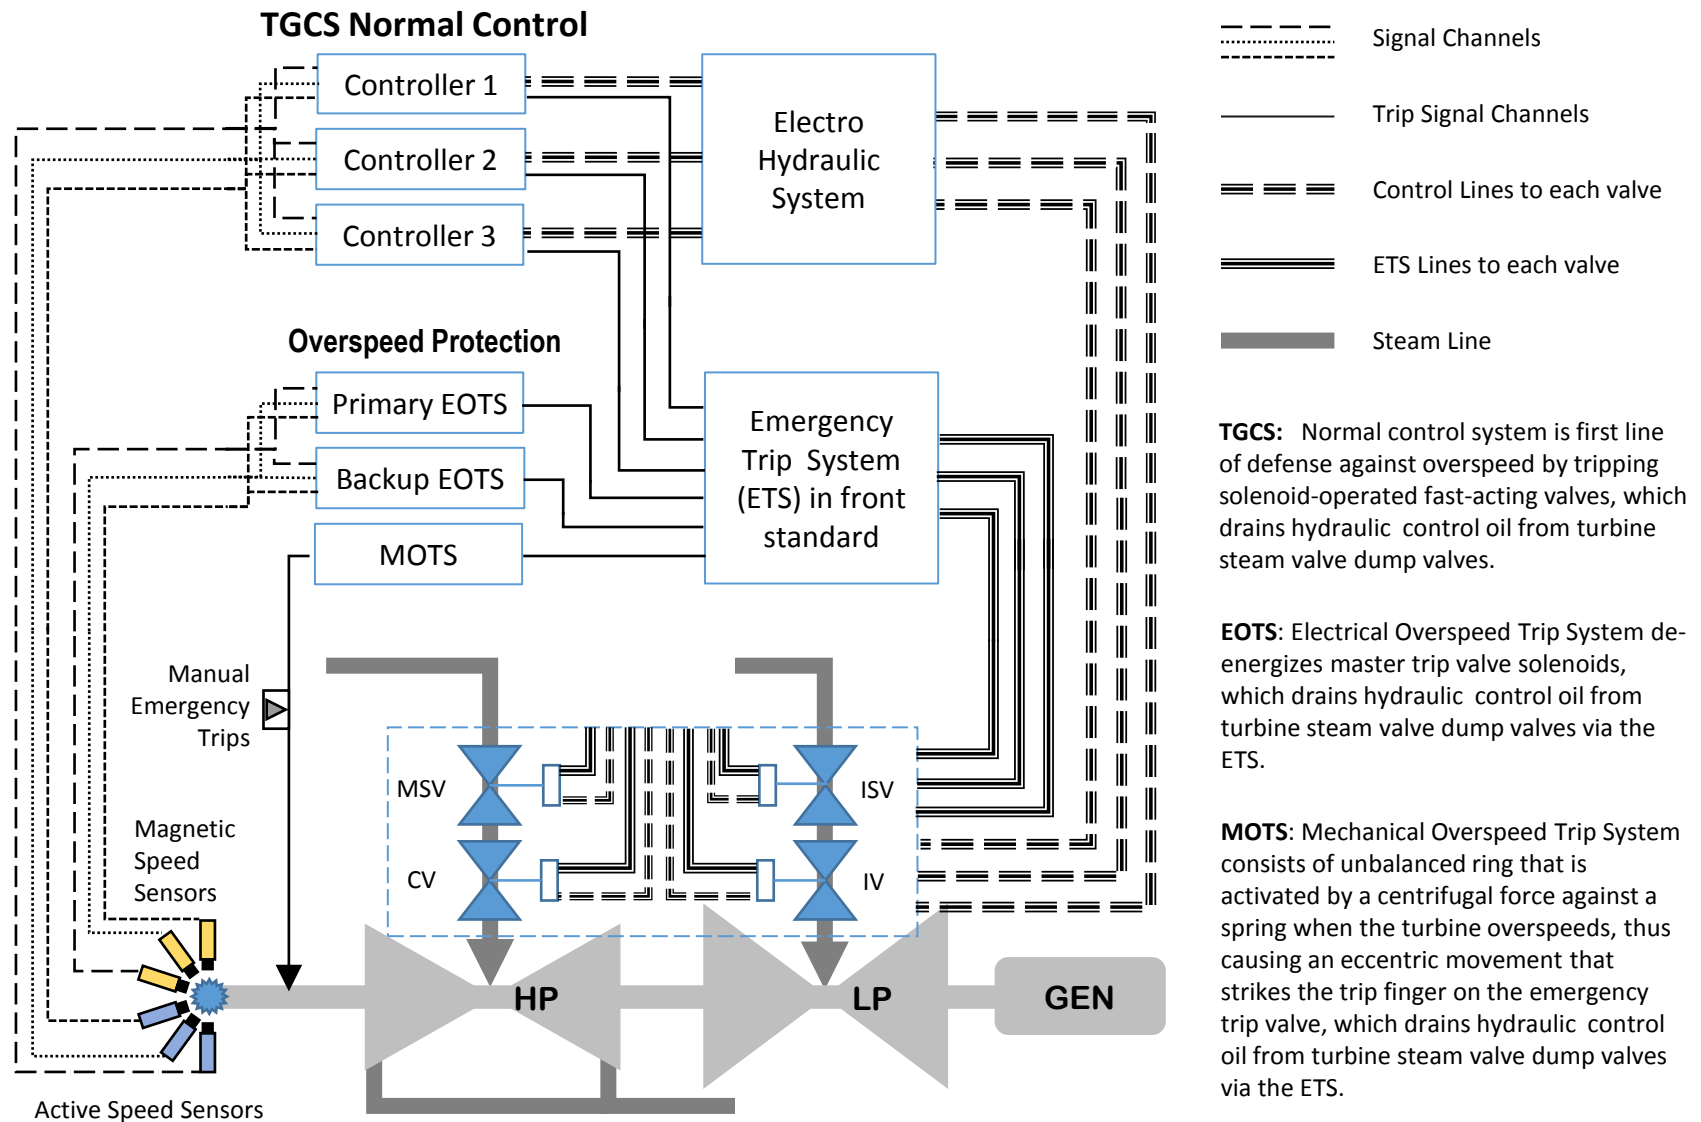 TGCS Normal Control
Controller 1
Controller 2
Controller 3
Electro
Hydraulic
System
Overspeed Protection
Primary EOTS
Backup EOTS
MOTS
Emergency
Trip System
(ETS) in front
standard
Manual
Emergency
Trips
MSV
CV
ISV
IV
Magnetic
Speed
Sensors
HP
LP
GEN
Active Speed Sensors
Signal Channels
Trip Signal Channels
Control Lines to each valve
ETS Lines to each valve
Steam Line
TGCS: Normal control system is first line
of defense against overspeed by tripping
solenoid-operated fast-acting valves, which
drains hydraulic control oil from turbine
steam valve dump valves.
EOTS: Electrical Overspeed Trip System de-
energizes master trip valve solenoids,
which drains hydraulic control oil from
turbine steam valve dump valves via the
ETS.
MOTS: Mechanical Overspeed Trip System
consists of unbalanced ring that is
activated by a centrifugal force against a
spring when the turbine overspeeds, thus
causing an eccentric movement that
strikes the trip finger on the emergency
trip valve, which drains hydraulic control
oil from turbine steam valve dump valves
via the ETS.